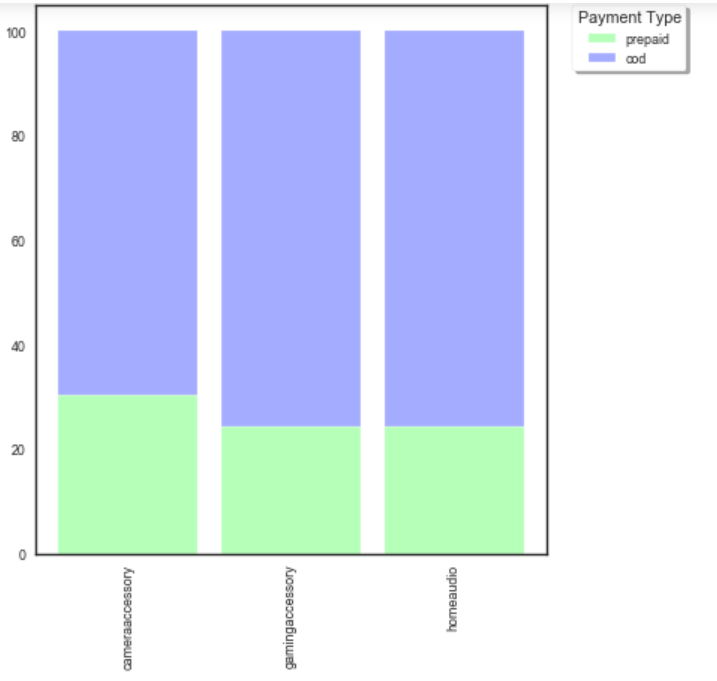 Payment Type
prepaid
cod
100
80
60
40
20
0
cameraaccessory
gamingaccessory
homeaudio